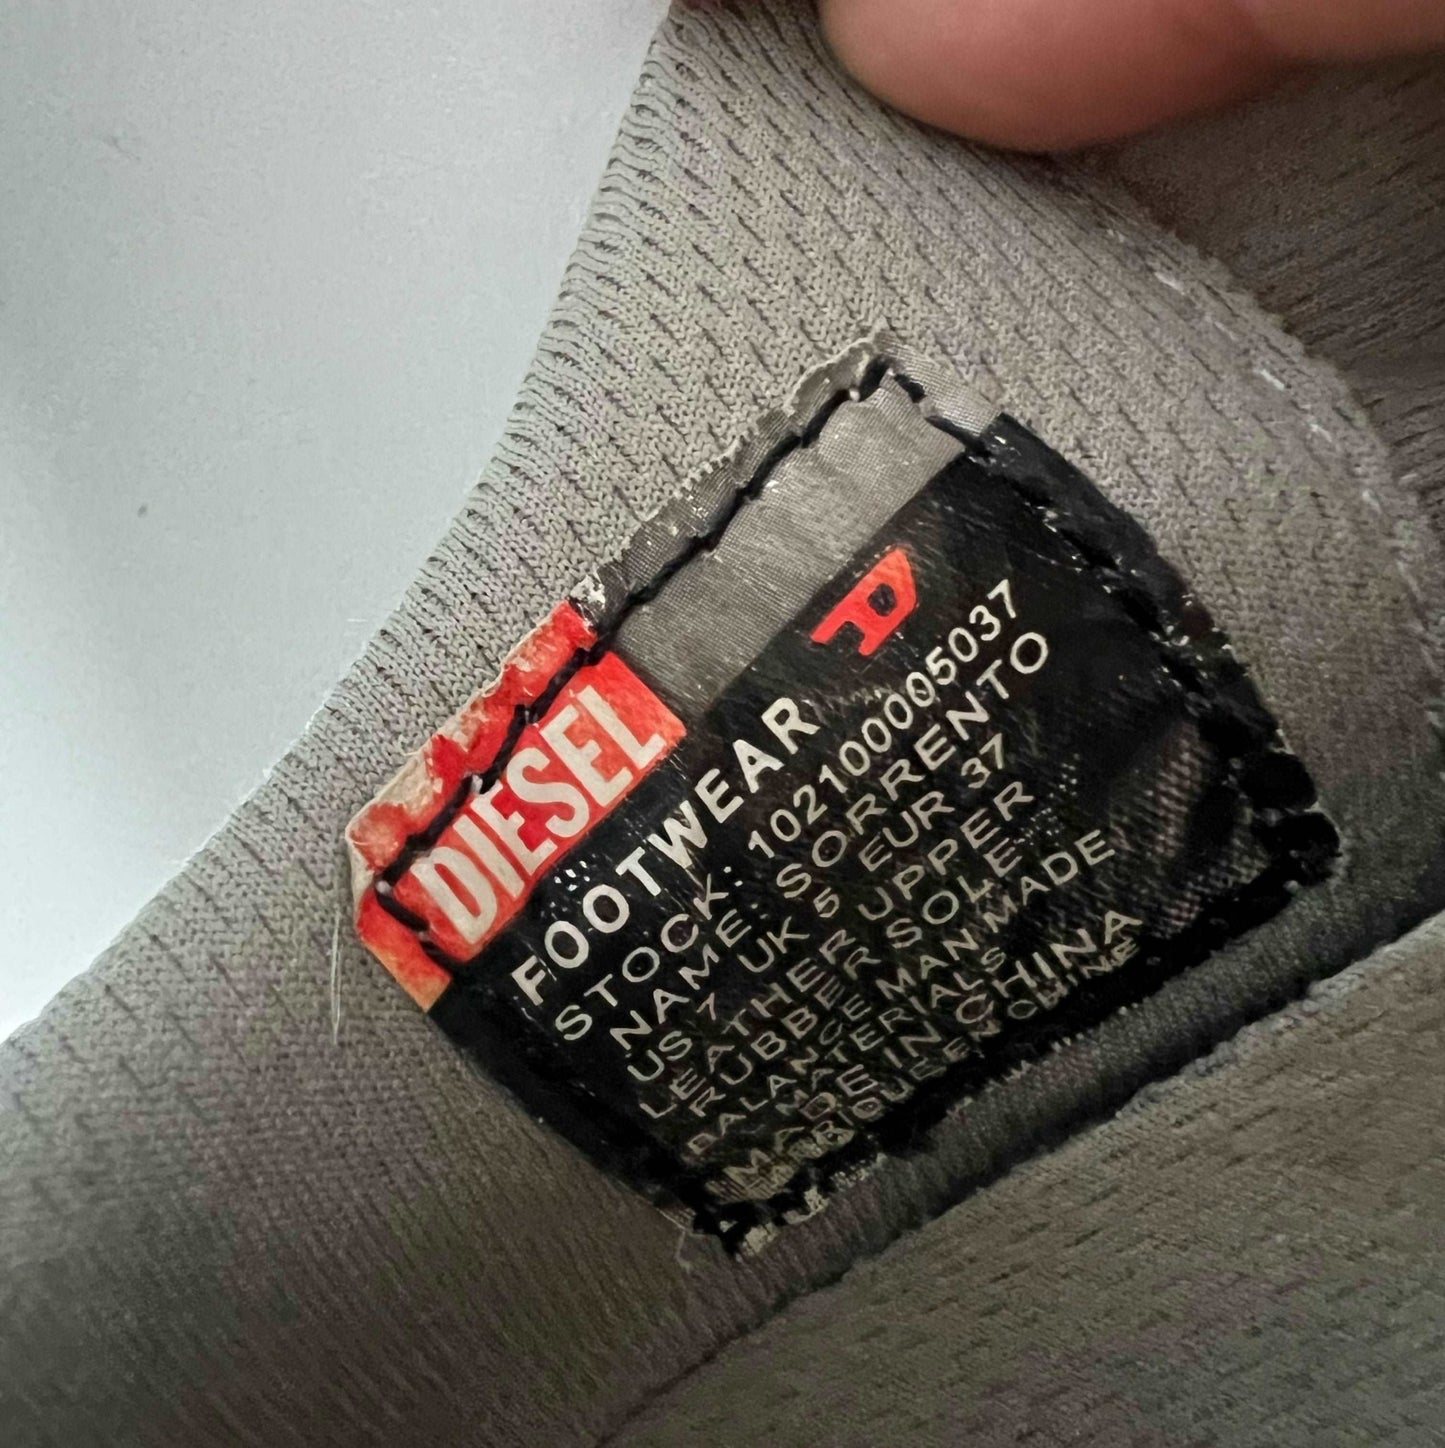 DIESEL
D
FOOTWEAR
STOCK: 102100005037
NAME: SORRENTO
US 7 UK 5 EUR 37
LEATHER UPPER
RUBBER SOLE
BALANCE MAN MADE
MATERIALS
MADE IN CHINA